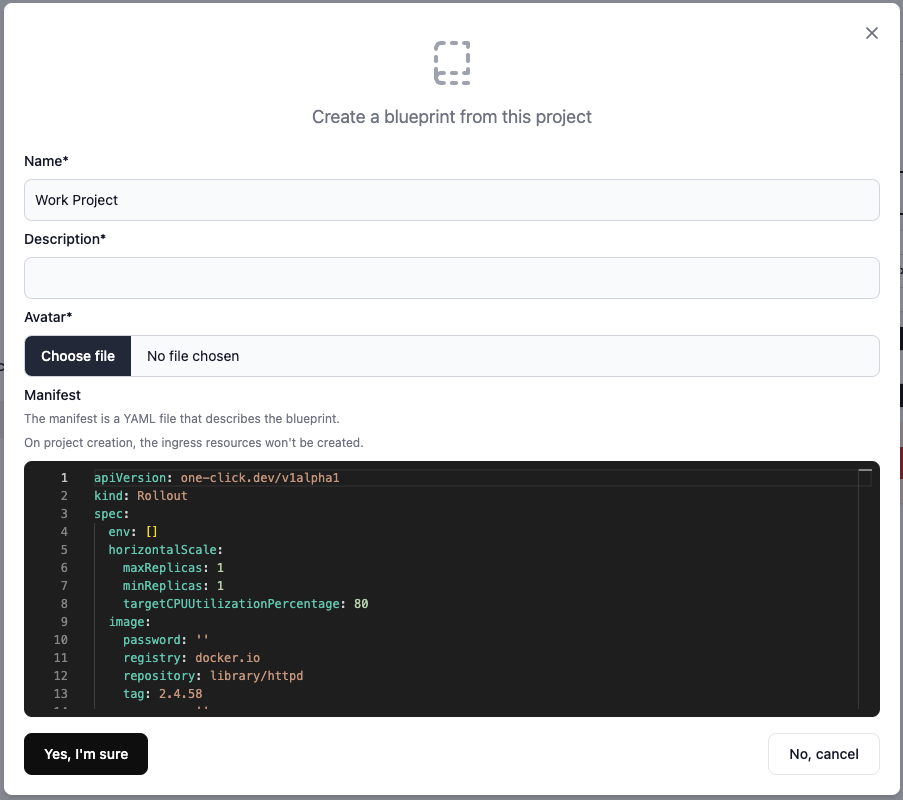 Create a blueprint from this project
Name*
Work Project
Description*
Avatar*
Choose file No file chosen
Manifest
The manifest is a YAML file that describes the blueprint.
On project creation, the ingress resources won't be created.
1 apiVersion: one-click.dev/v1alpha1
2 kind: Rollout
3 spec:
4 env: []
5 horizontalScale:
6 maxReplicas: 1
7 minReplicas: 1
8 targetCPUUtilizationPercentage: 80
9 image:
10 password: ''
11 registry: docker.io
12 repository: library/httpd
13 tag: 2.4.58
Yes, I'm sure No, cancel